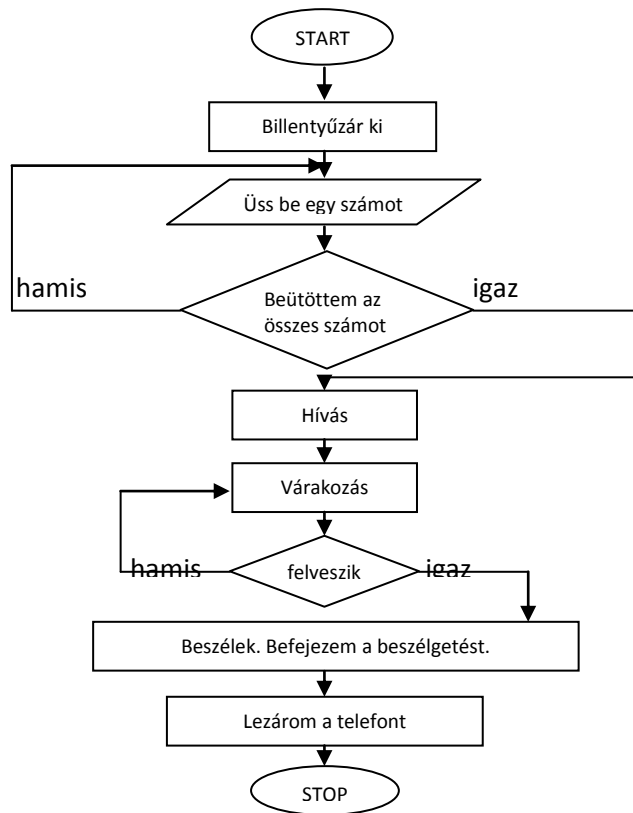 START
Billentyűzár ki
Üss be egy számot
hamis
igaz
Beütöttem az
összes számot
Hívás
Várakozás
hamis
felveszik
igaz
Beszélek. Befejezem a beszélgetést.
Lezárom a telefont
STOP